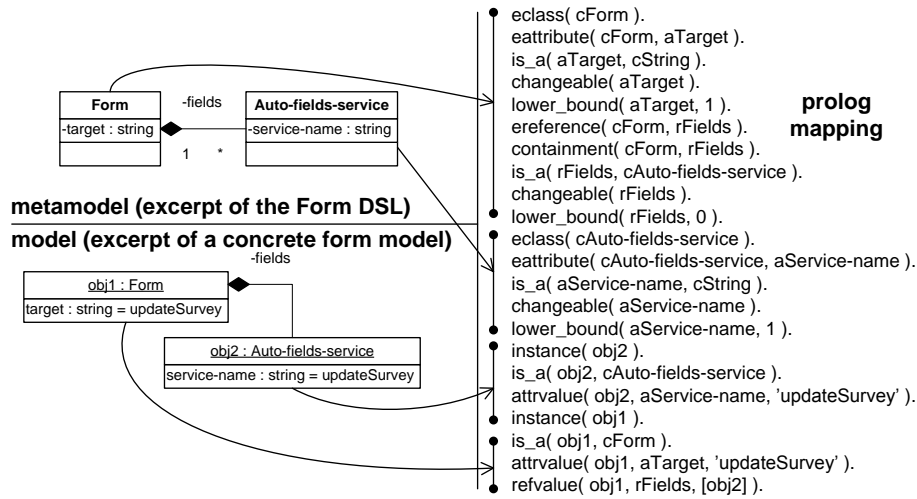 Form
-target : string
-fields
1
*
Auto-fields-service
-service-name : string
metamodel (excerpt of the Form DSL)
model (excerpt of a concrete form model)
-fields
obj1 : Form
target : string = updateSurvey
obj2 : Auto-fields-service
service-name : string = updateSurvey
eclass( cForm ).
eattribute( cForm, aTarget ).
is_a( aTarget, cString ).
changeable( aTarget ).
lower_bound( aTarget, 1 ).
ereference( cForm, rFields ).
containment( cForm, rFields ).
is_a( rFields, cAuto-fields-service ).
changeable( rFields ).
lower_bound( rFields, 0 ).
eclass( cAuto-fields-service ).
eattribute( cAuto-fields-service, aService-name ).
is_a( aService-name, cString ).
changeable( aService-name ).
lower_bound( aService-name, 1 ).
instance( obj2 ).
is_a( obj2, cAuto-fields-service ).
attrvalue( obj2, aService-name, 'updateSurvey' ).
instance( obj1 ).
is_a( obj1, cForm ).
attrvalue( obj1, aTarget, 'updateSurvey' ).
refvalue( obj1, rFields, [obj2] ).
prolog
mapping